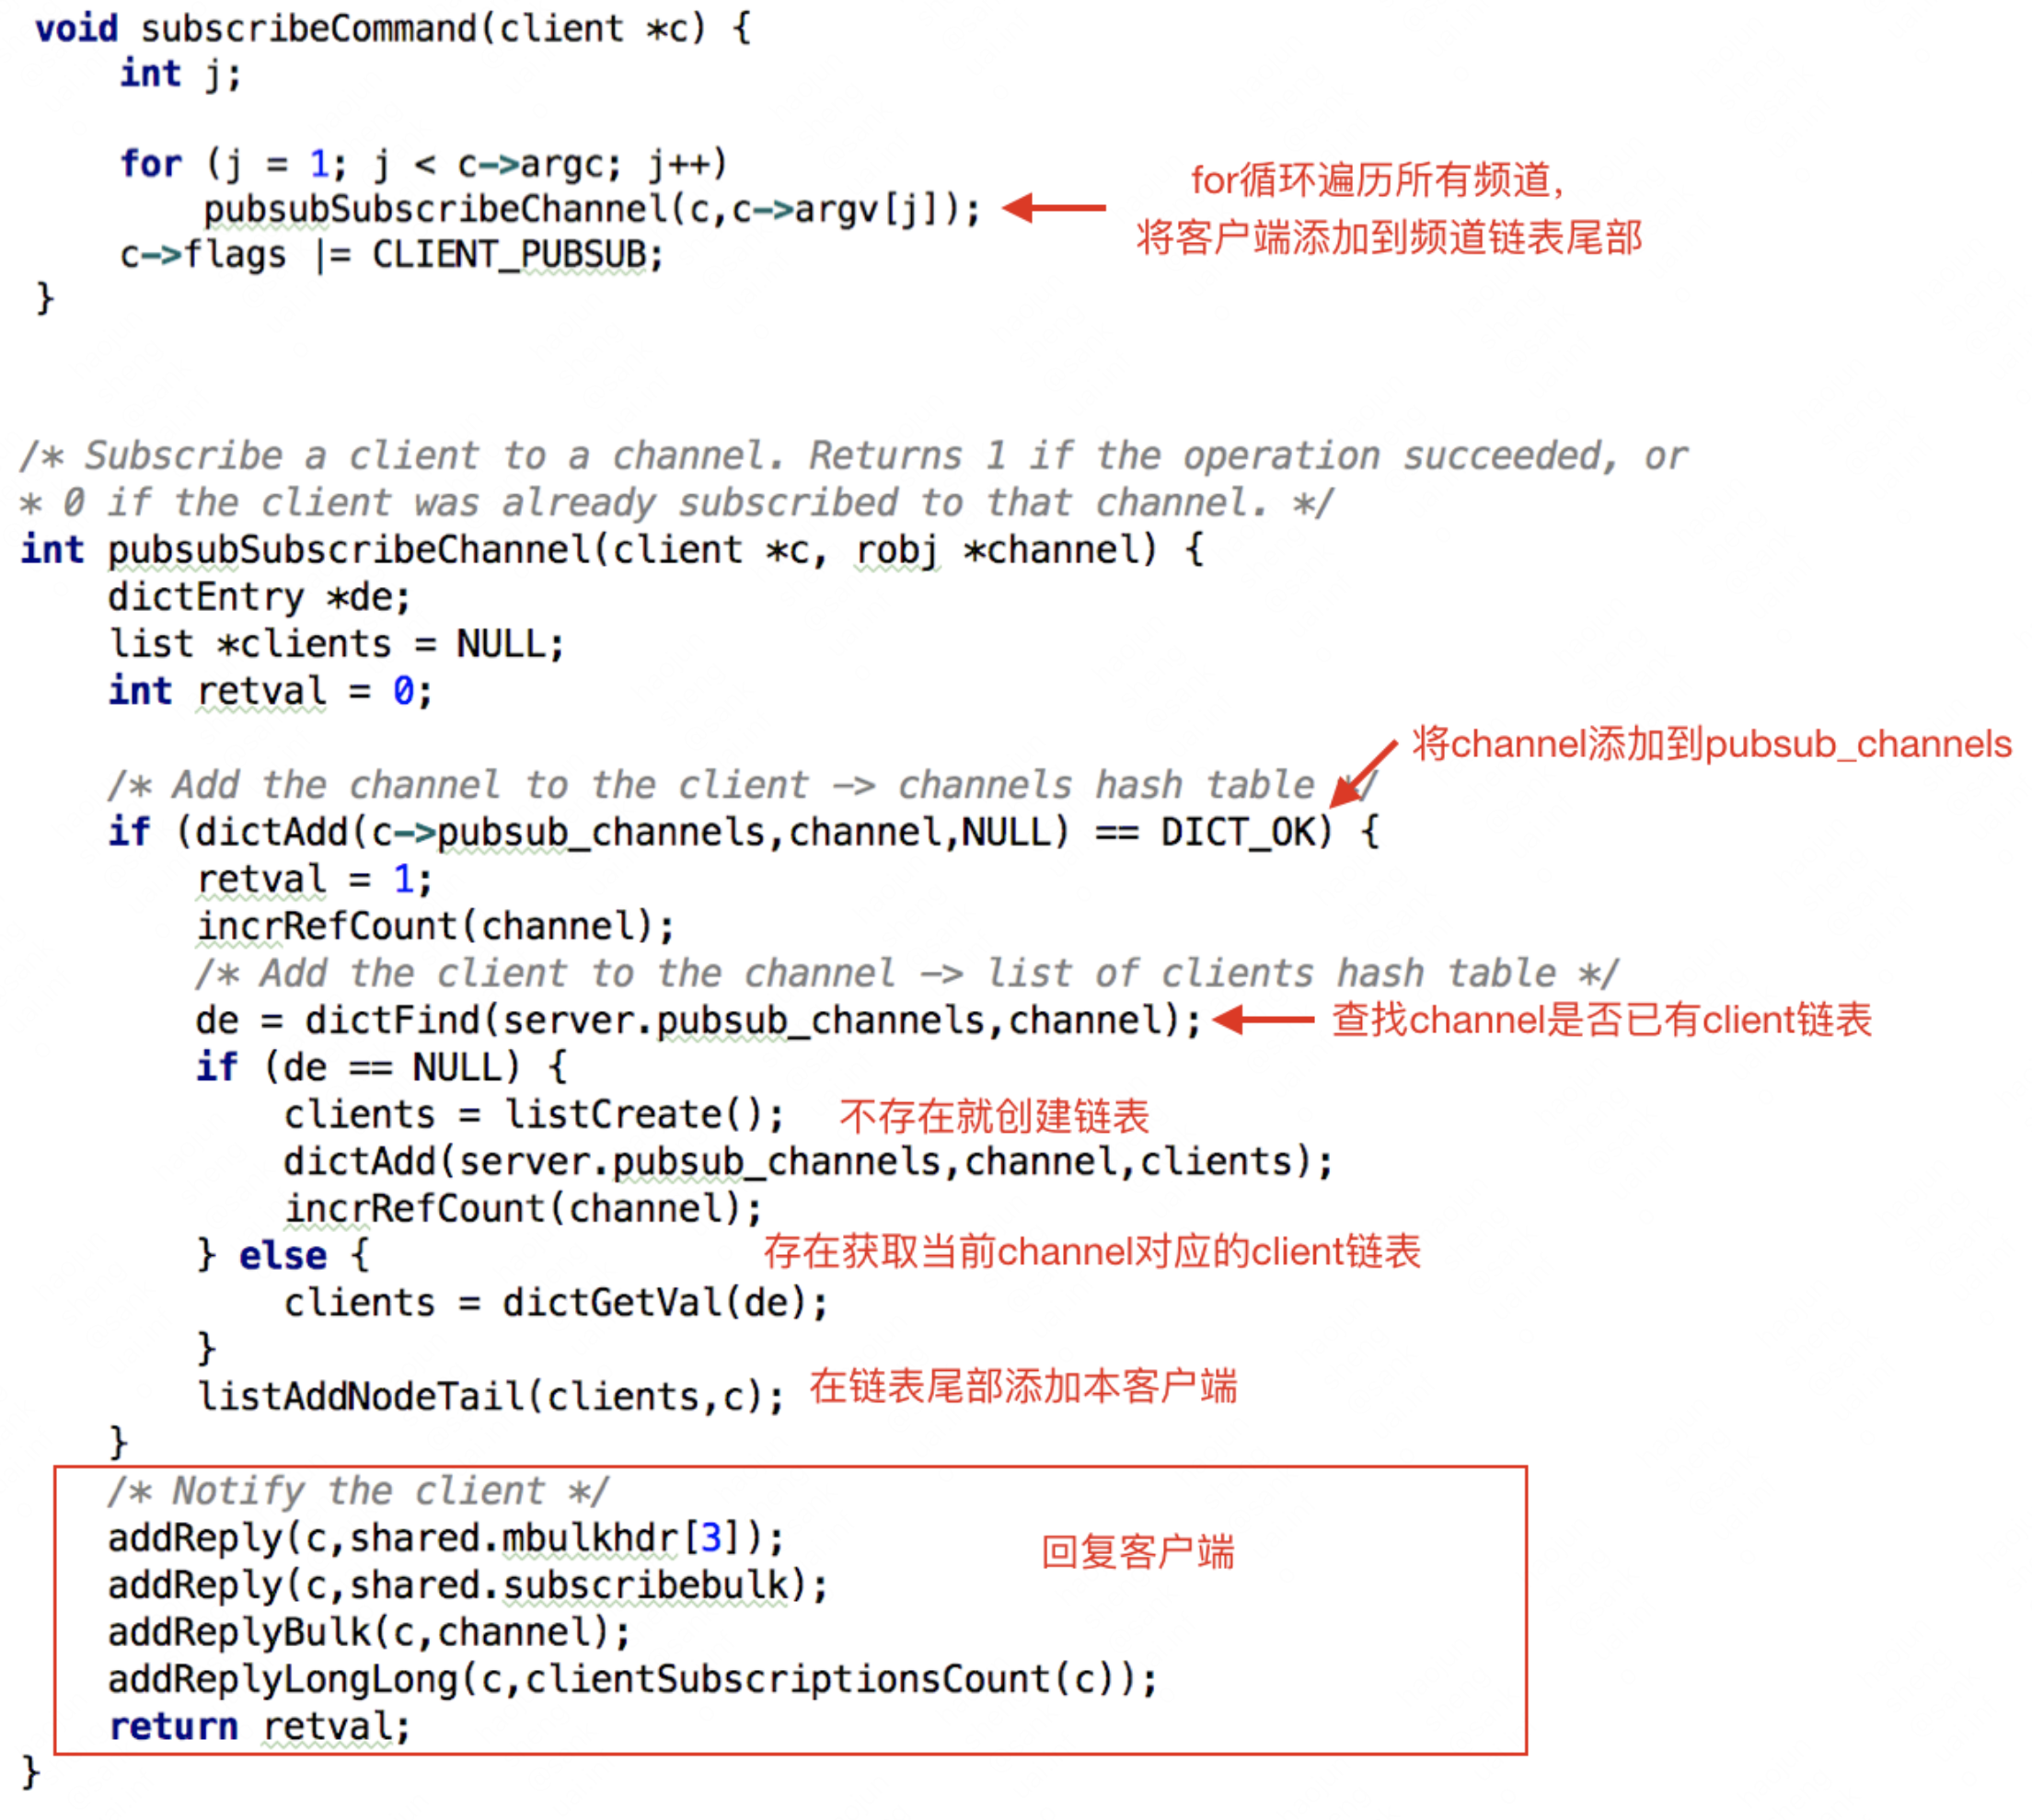 void subscribeCommand(client *c) {
int j;
for (j = 1; j < c->argc; j++)
pubsubSubscribeChannel(c,c->argv[j]);
for循环遍历所有频道，
将客户端添加到频道链表尾部
c->flags |= CLIENT_PUBSUB;
}
/* Subscribe a client to a channel. Returns 1 if the operation succeeded, or
* 0 if the client was already subscribed to that channel. */
int pubsubSubscribeChannel(client *c, robj *channel) {
dictEntry *de;
list *clients = NULL;
int retval = 0;
将channel添加到pubsub_channels
/* Add the channel to the client -> channels hash table */
if (dictAdd(c->pubsub_channels,channel,NULL) == DICT_OK) {
retval = 1;
incrRefCount(channel);
/* Add the client to the channel -> list of clients hash table */
de = dictFind(server.pubsub_channels,channel); 查找channel是否已有client链表
if (de == NULL) {
clients = listCreate(); 不存在就创建链表
dictAdd(server.pubsub_channels,channel,clients);
incrRefCount(channel);
} else { 存在获取当前channel对应的client链表
clients = dictGetVal(de);
}
listAddNodeTail(clients,c); 在链表尾部添加本客户端
}
/* Notify the client */
addReply(c,shared.mbulkhdr[3]); 回复客户端
addReply(c,shared.subscribebulk);
addReplyBulk(c,channel);
addReplyLongLong(c,clientSubscriptionsCount(c));
return retval;
}